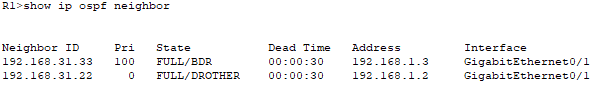 R1>show ip ospf neighbor
Neighbor ID Pri State Dead Time Address Interface
192.168.31.33 100 FULL/BDR 00:00:30 192.168.1.3 GigabitEthernet0/1
192.168.31.22 0 FULL/DROTHER 00:00:30 192.168.1.2 GigabitEthernet0/1